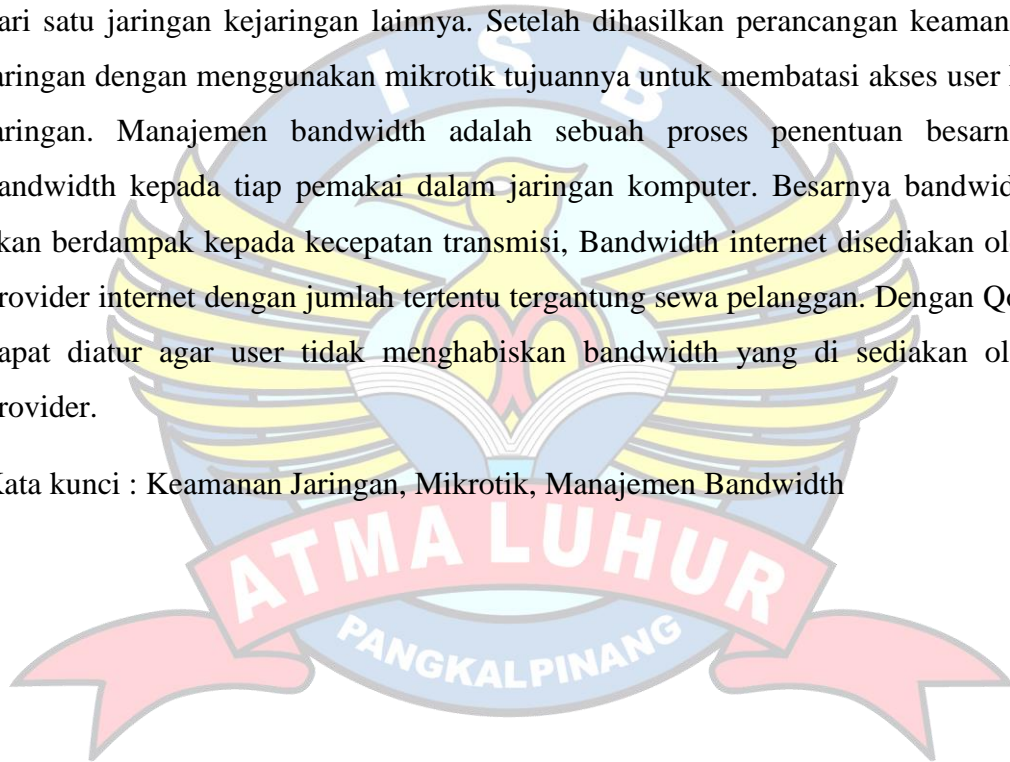 ari satu jaringan kejaringan lainnya. Setelah dihasilkan perancangan keaman
aringan dengan menggunakan mikrotik tujuannya untuk membatasi akses user
aringan. Manajemen bandwidth adalah sebuah proses penentuan besarn
andwidth kepada tiap pemakai dalam jaringan komputer. Besarnya bandwid
kan berdampak kepada kecepatan transmisi, Bandwidth internet disediakan ol
rovider internet dengan jumlah tertentu tergantung sewa pelanggan. Dengan Qo
apat diatur agar user tidak menghabiskan bandwidth yang di sediakan ol
rovider.
Kata kunci : Keamanan Jaringan, Mikrotik, Manajemen Bandwidth
I S B
ATMA LUHUR
PANGKALPINANG